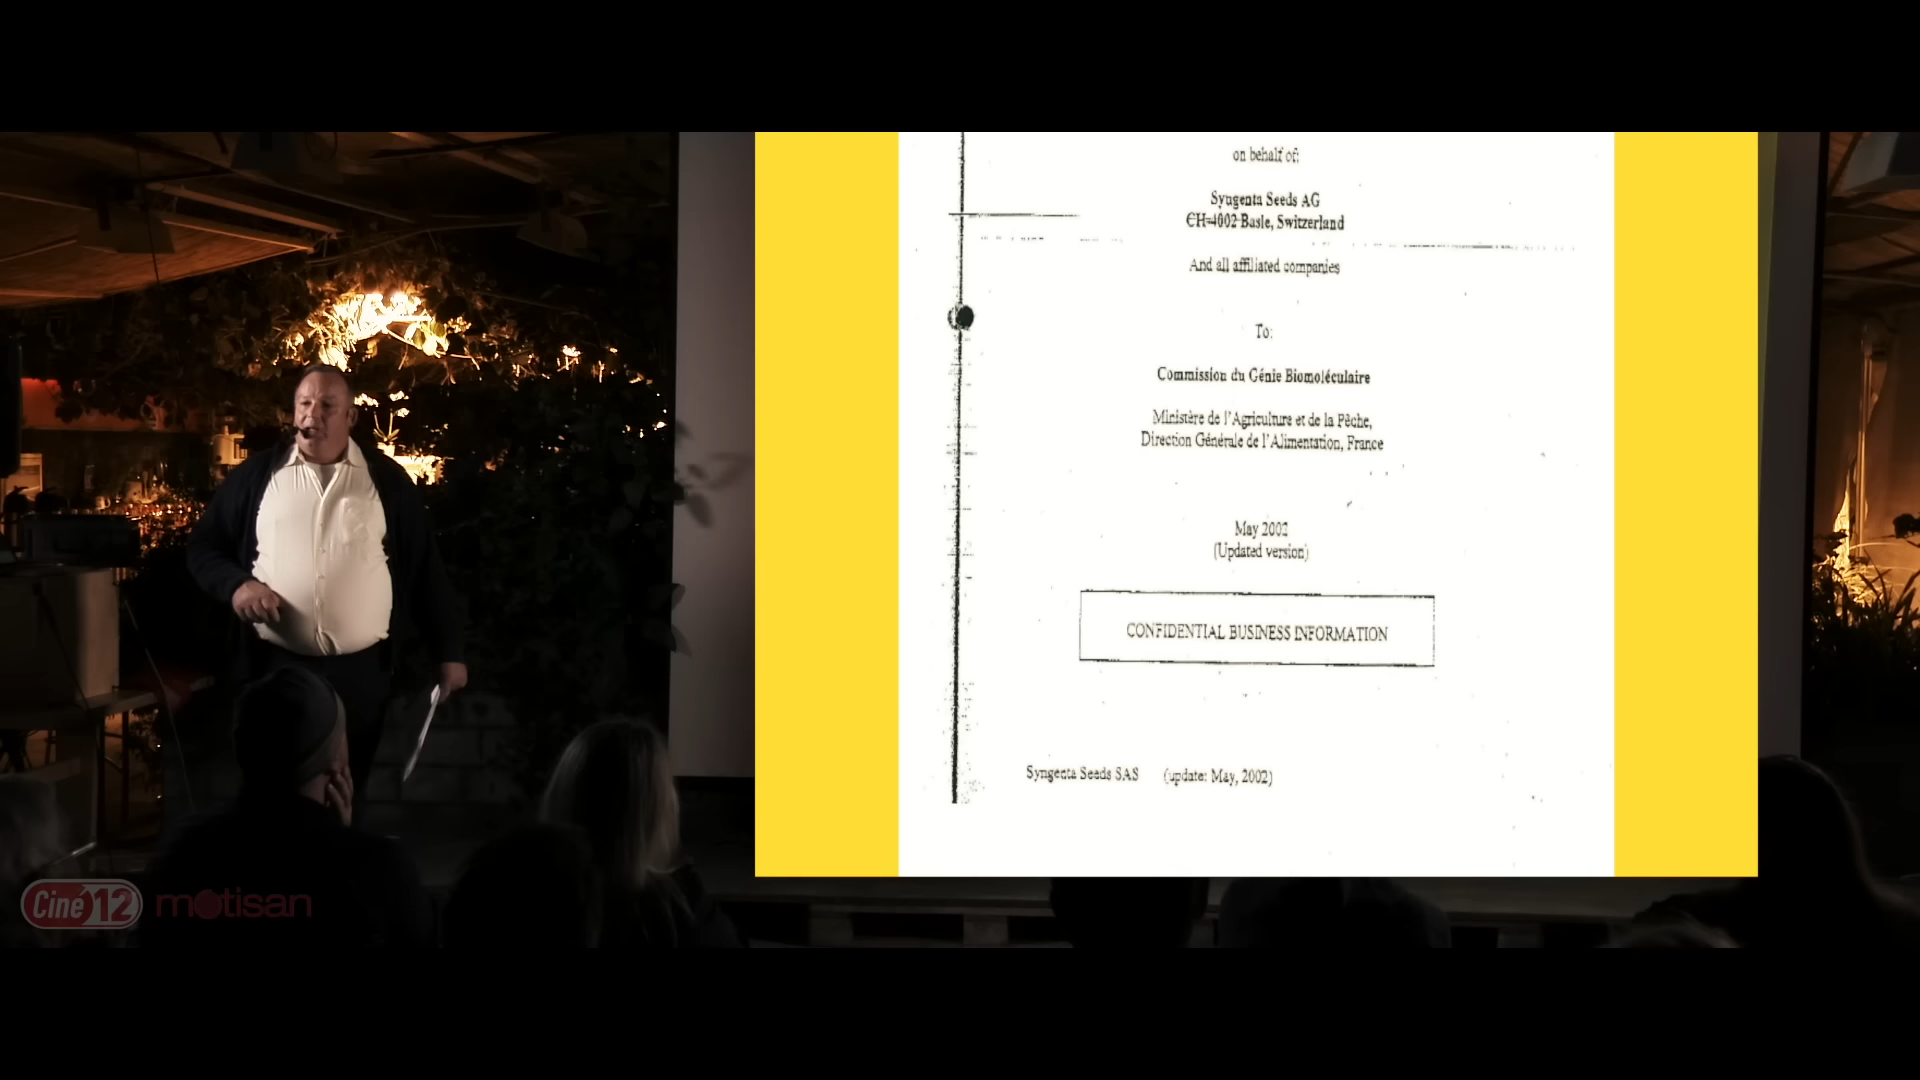 on behalf of:
Syngenta Seeds AG
CH-4002 Basle, Switzerland
And all affiliated companies
To:
Commission du Génie Biomoléculaire
Ministère de l'Agriculture et de la Pêche,
Direction Générale de l'Alimentation, France
May 2002
(Updated version)
CONFIDENTIAL BUSINESS INFORMATION
Syngenta Seeds SAS (update: May, 2002)
Ciné 12 motisan